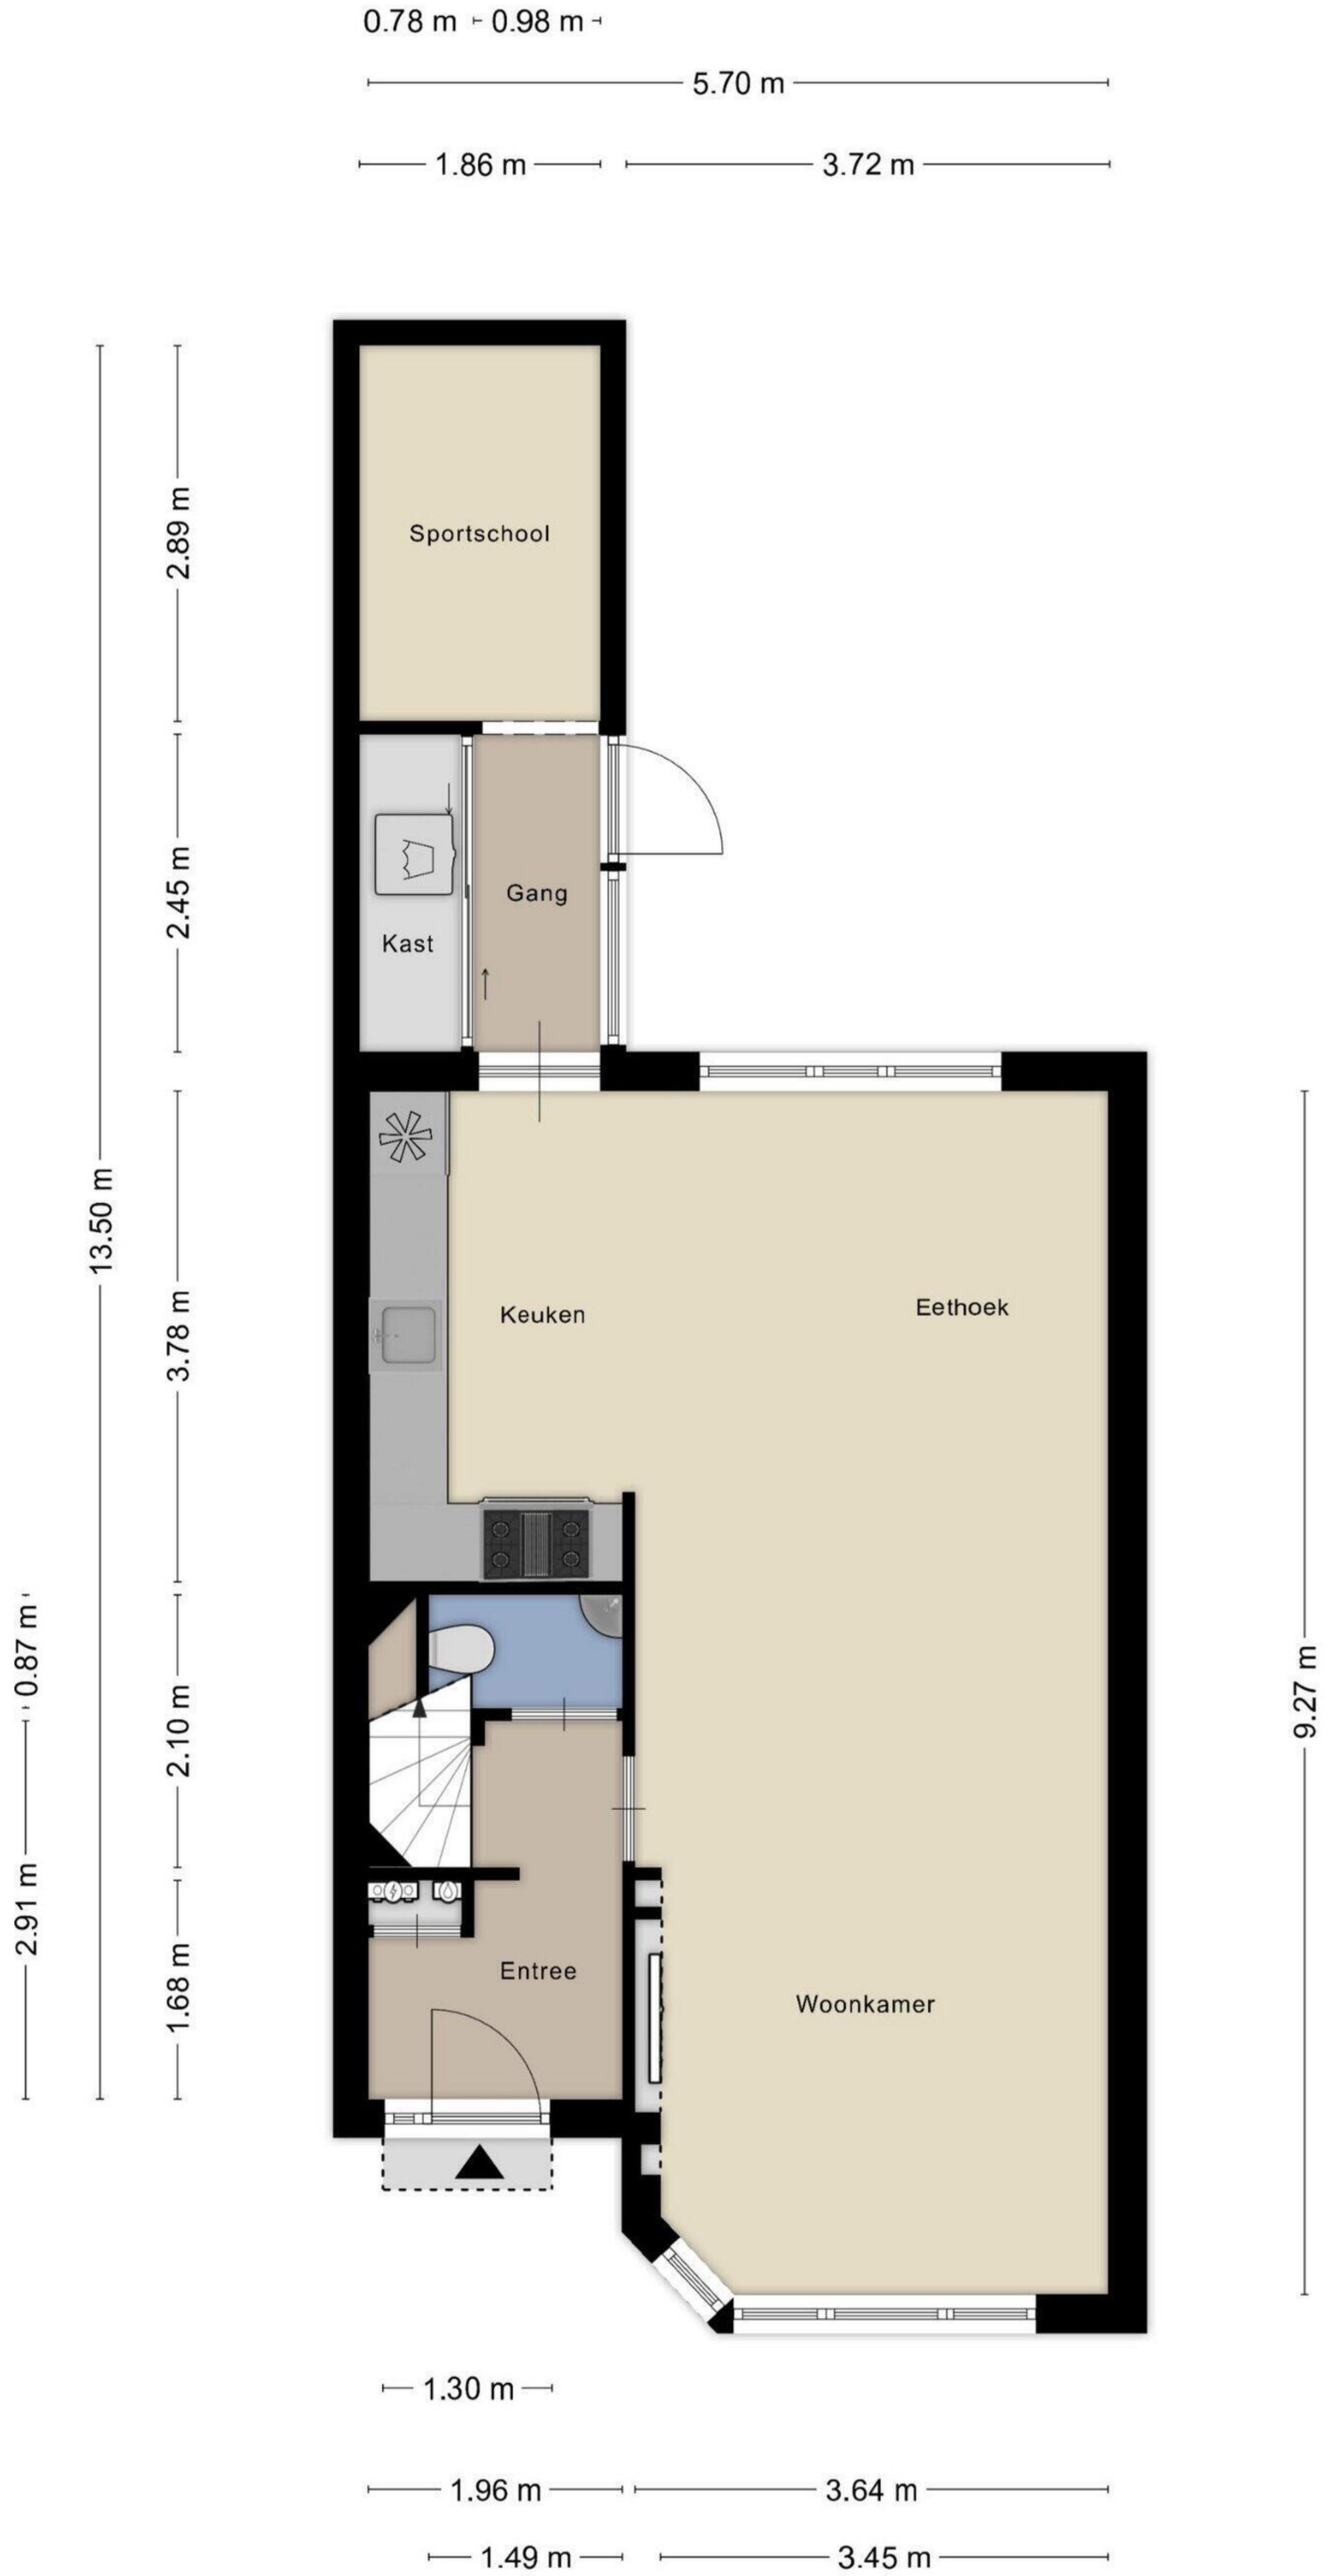 0.78 m 0.98 m
5.70 m
1.86 m 3.72 m
2.89 m
Sportschool
2.45 m
Gang
Kast
13.50 m
3.78 m
Keuken
Eethoek
0.87 m
2.10 m
9.27 m
2.91 m
1.68 m
Entree
Woonkamer
1.30 m
1.96 m 3.64 m
1.49 m 3.45 m